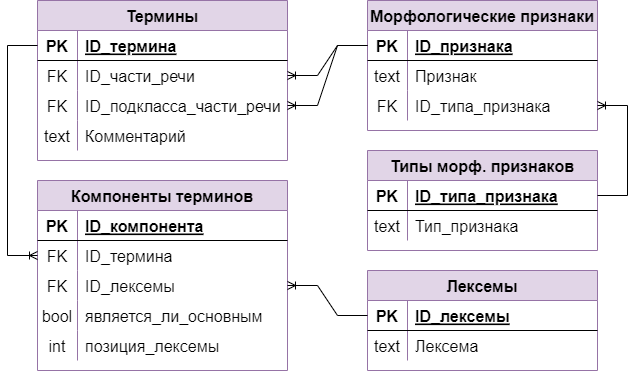 Термины
PK ID_термина
FK ID_части_речи
FK ID_подкласса_части_речи
text Комментарий
Морфологические признаки
PK ID_признака
text Признак
FK ID_типа_признака
Типы морф. признаков
PK ID_типа_признака
text Тип_признака
Компоненты терминов
PK ID_компонента
FK ID_термина
FK ID_лексемы
bool является_ли_основным
int позиция_лексемы
Лексемы
PK ID_лексемы
text Лексема